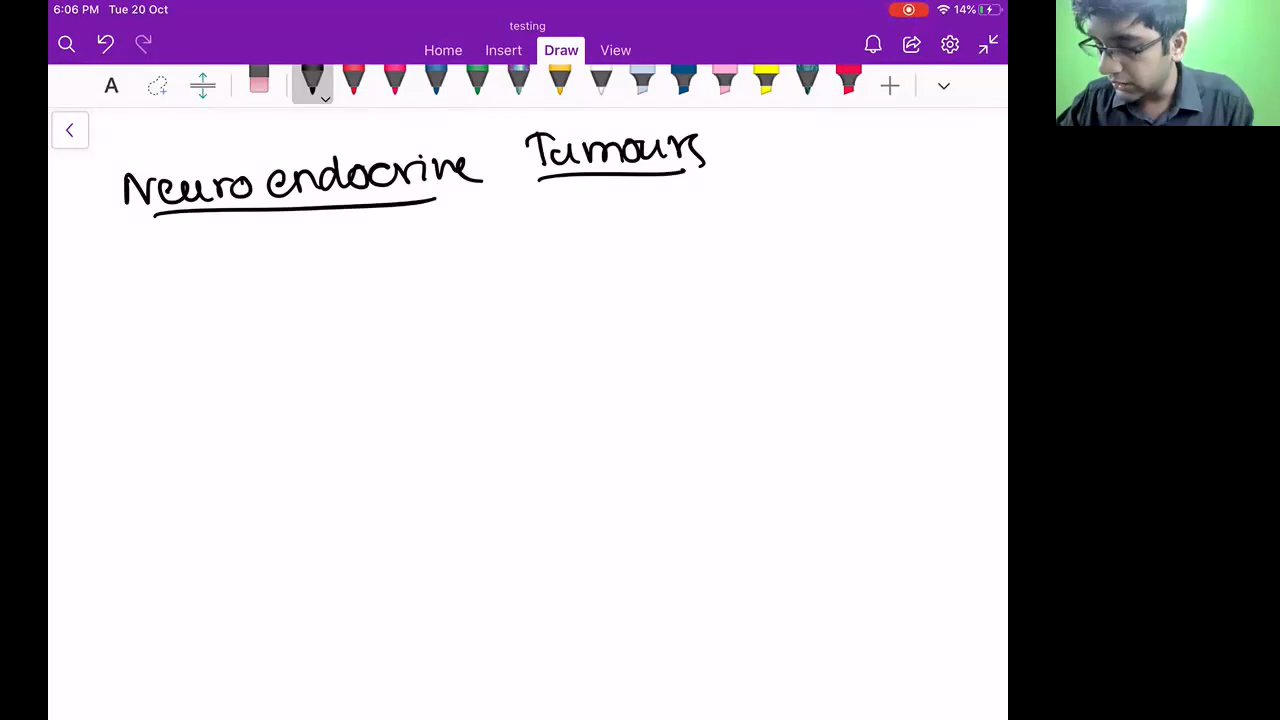 6:06 PM Tue 20 Oct 14%
testing
Home Insert Draw View
A
Neuro endocrine Tumours